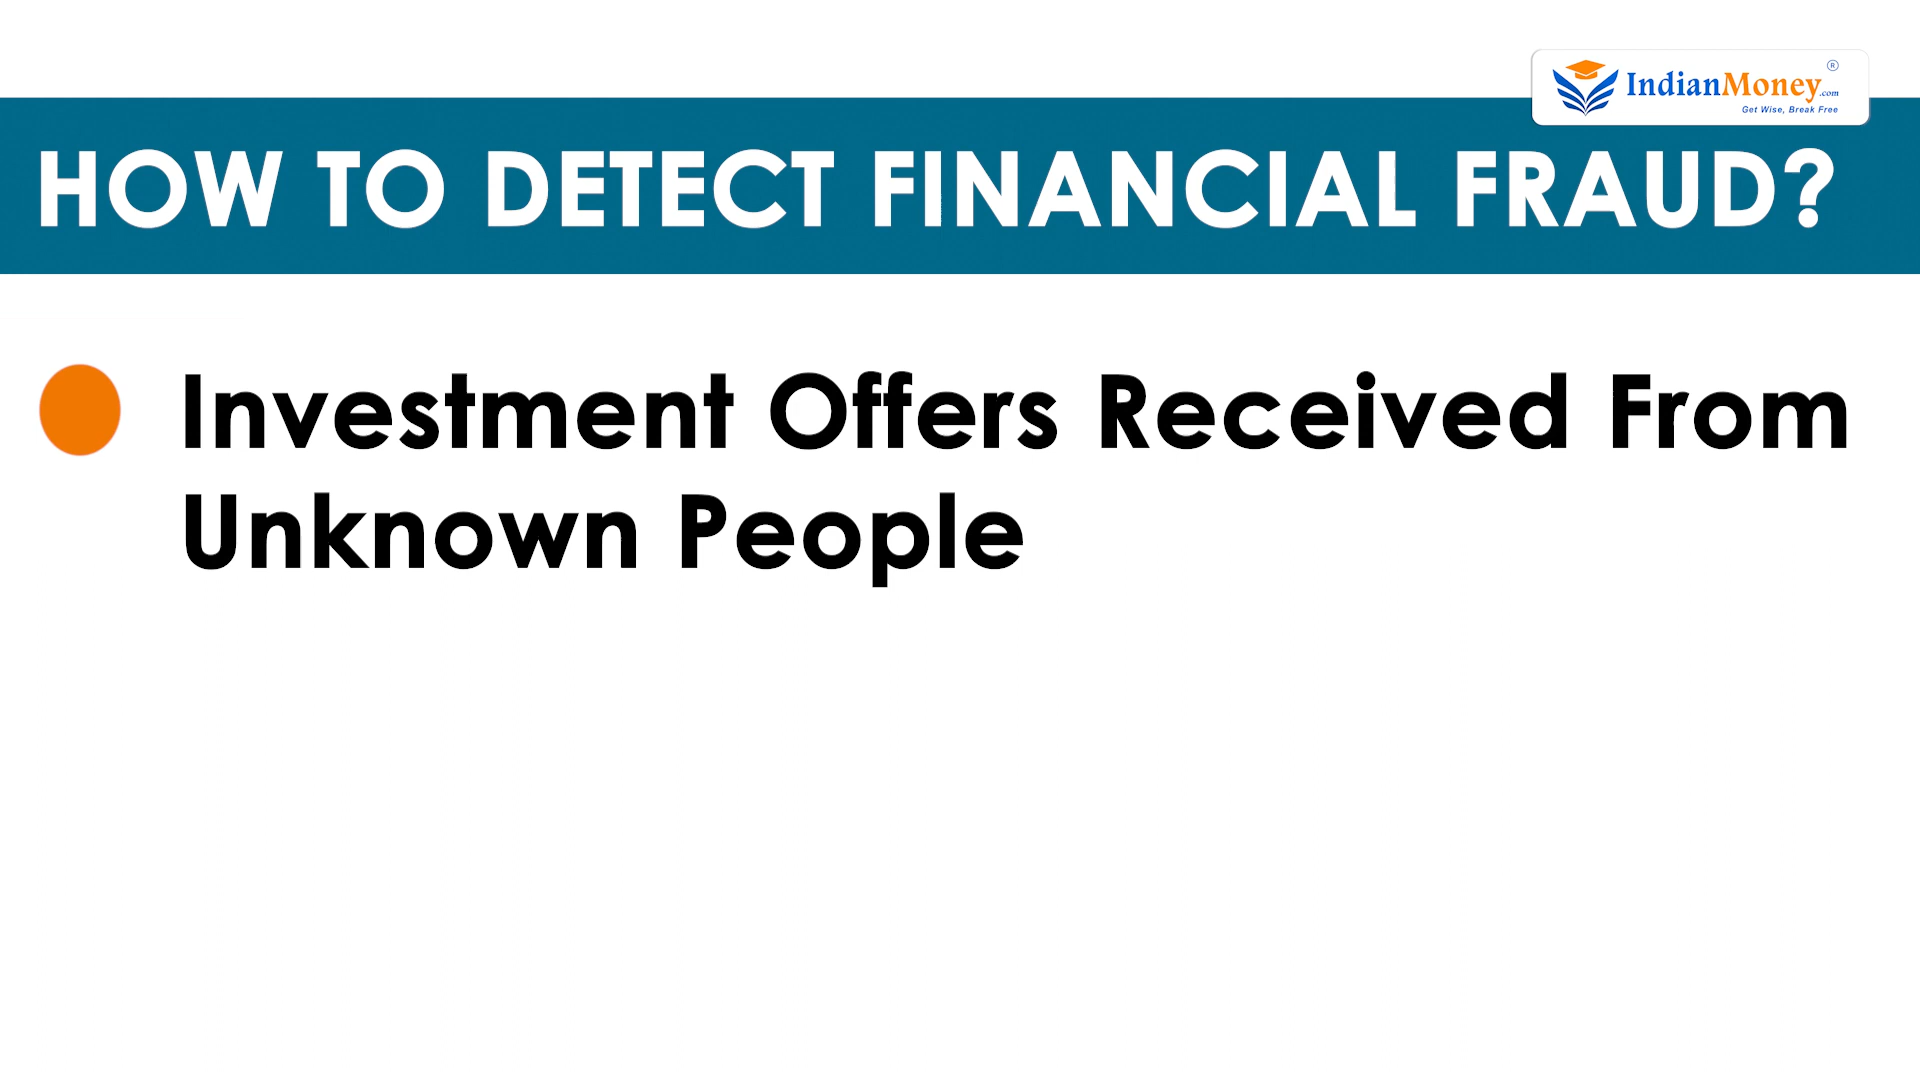 IndianMoney.com ®
Get Wise, Break Free
HOW TO DETECT FINANCIAL FRAUD?
Investment Offers Received From
Unknown People